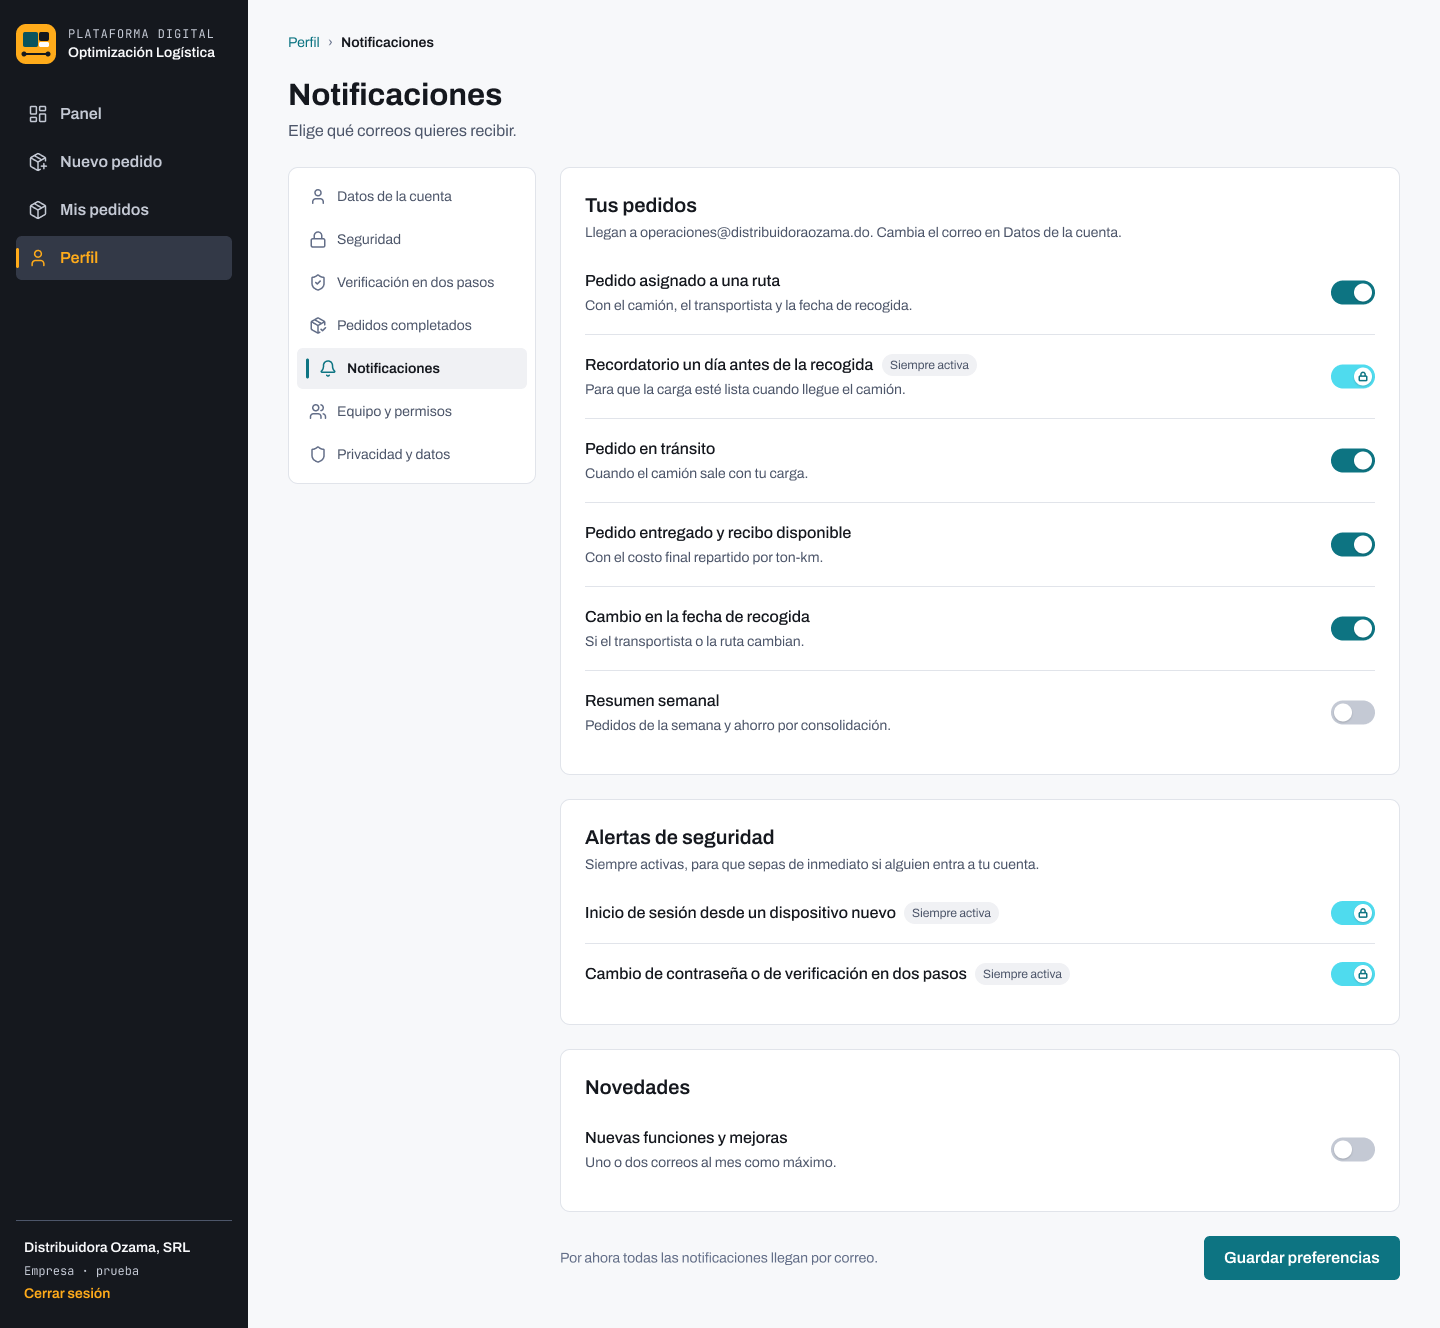 PLATAFORMA DIGITAL
Optimización Logística
Panel
Nuevo pedido
Mis pedidos
Perfil
Distribuidora Ozama, SRL
Empresa · prueba
Cerrar sesión
Perfil › Notificaciones
Notificaciones
Elige qué correos quieres recibir.
Datos de la cuenta
Seguridad
Verificación en dos pasos
Pedidos completados
Notificaciones
Equipo y permisos
Privacidad y datos
Tus pedidos
Llegan a operaciones@distribuidoraozama.do. Cambia el correo en Datos de la cuenta.
Pedido asignado a una ruta
Con el camión, el transportista y la fecha de recogida.
Recordatorio un día antes de la recogida Siempre activa
Para que la carga esté lista cuando llegue el camión.
Pedido en tránsito
Cuando el camión sale con tu carga.
Pedido entregado y recibo disponible
Con el costo final repartido por ton-km.
Cambio en la fecha de recogida
Si el transportista o la ruta cambian.
Resumen semanal
Pedidos de la semana y ahorro por consolidación.
Alertas de seguridad
Siempre activas, para que sepas de inmediato si alguien entra a tu cuenta.
Inicio de sesión desde un dispositivo nuevo Siempre activa
Cambio de contraseña o de verificación en dos pasos Siempre activa
Novedades
Nuevas funciones y mejoras
Uno o dos correos al mes como máximo.
Por ahora todas las notificaciones llegan por correo.
Guardar preferencias